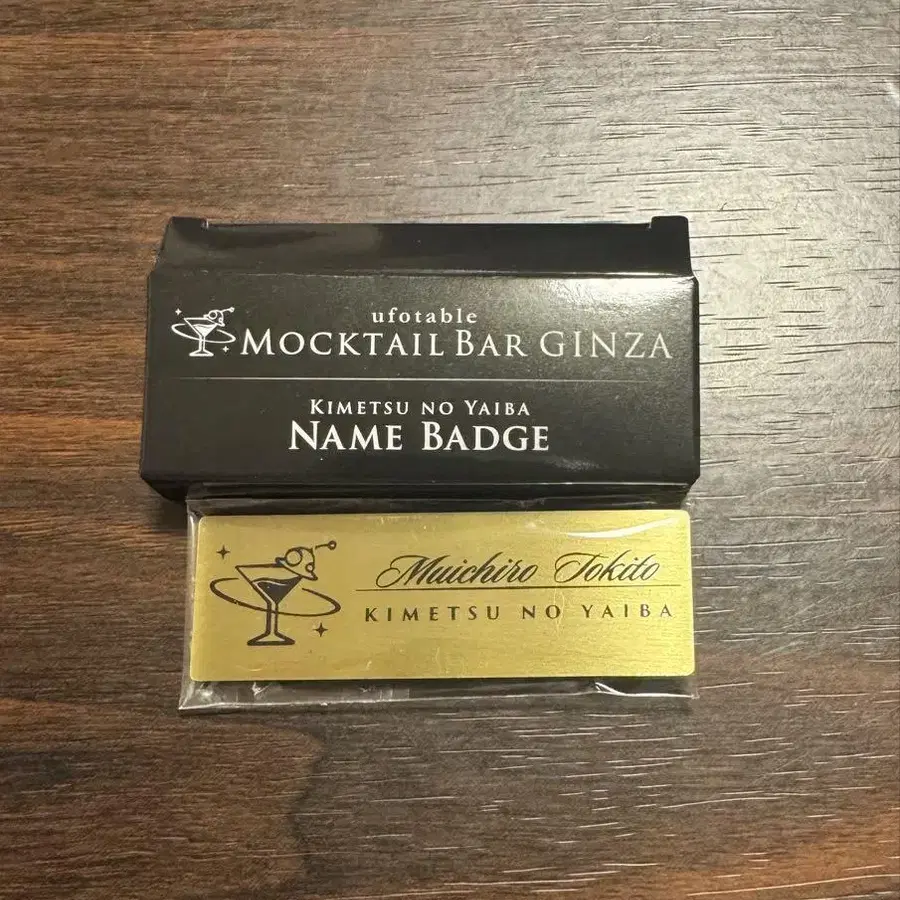 ufotable
MOCKTAIL BAR GINZA
KIMETSU NO YAIBA
NAME BADGE
Muichiro Tokito
KIMETSU NO YAIBA